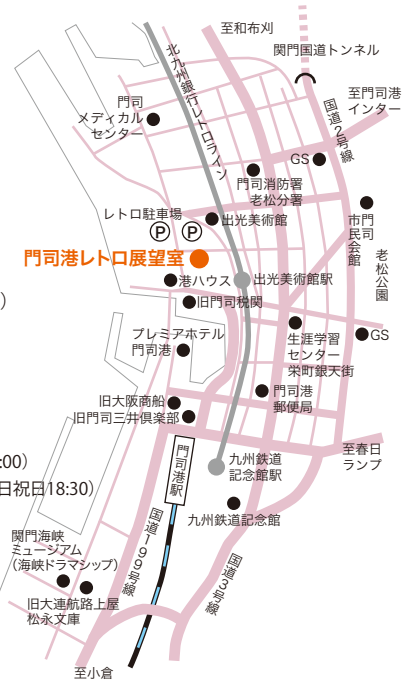 至和布刈
関門国道トンネル
北九州銀行レトロライン
門司
メディカル
センター
国道2号線
至門司港
インター
GS
門司消防署
老松分署
レトロ駐車場
P
P
出光美術館
門司
市民会館
老松公園
門司港レトロ展望室
港ハウス
出光美術館駅
旧門司税関
)
プレミアホテル
門司港
生涯学習
センター
栄町銀天街
GS
旧大阪商船
旧門司三井倶楽部
門司港
郵便局
:00)
日祝日18:30)
門司港駅
九州鉄道
記念館駅
至春日
ランプ
九州鉄道記念館
国道199号線
国道3号線
関門海峡
ミュージアム
(海峡ドラマシップ)
旧大連航路上屋
松永文庫
至小倉